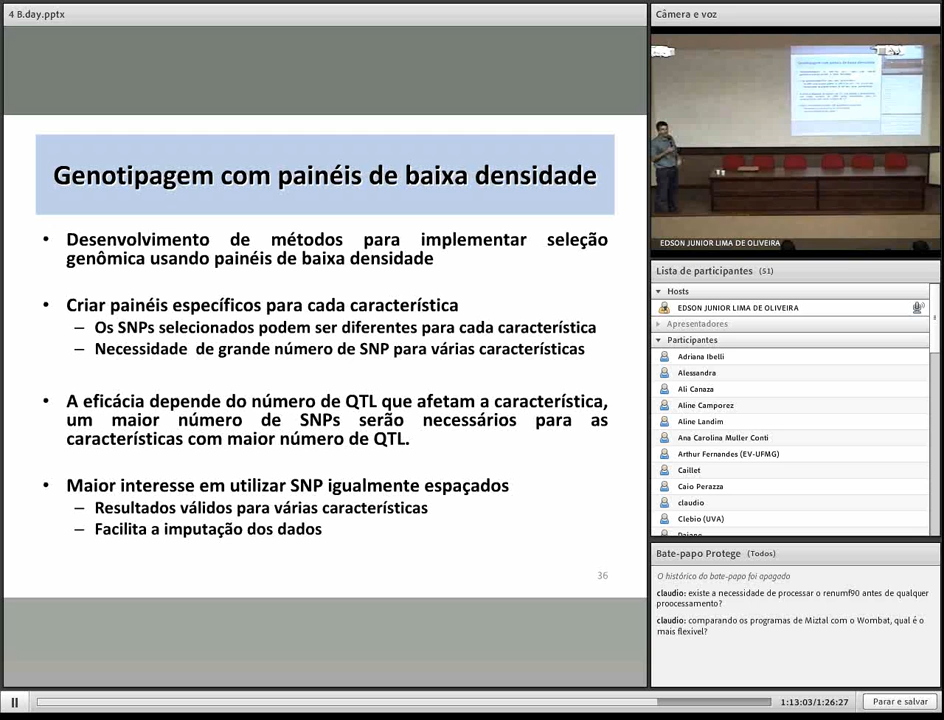 4 B.day.pptx
Genotipagem com painéis de baixa densidade
• Desenvolvimento de métodos para implementar seleção
genômica usando painéis de baixa densidade
• Criar painéis específicos para cada característica
– Os SNPs selecionados podem ser diferentes para cada característica
– Necessidade de grande número de SNP para várias características
• A eficácia depende do número de QTL que afetam a característica,
um maior número de SNPs serão necessários para as
características com maior número de QTL.
• Maior interesse em utilizar SNP igualmente espaçados
– Resultados válidos para várias características
– Facilita a imputação dos dados
36
Câmera e voz
EDSON JUNIOR LIMA DE OLIVEIRA
Lista de participantes (51)
Hosts
EDSON JUNIOR LIMA DE OLIVEIRA
Apresentadores
Participantes
Adriana Ibelli
Alessandra
Ali Canaza
Aline Camporez
Aline Landim
Ana Carolina Muller Conti
Arthur Fernandes (EV-UFMG)
Caillet
Caio Perazza
claudio
Clebio (UVA)
Bate-papo Protege (Todos)
O histórico do bate-papo foi apagado
claudio: existe a necessidade de processar o renumf90 antes de qualquer
proocessamento?
claudio: comparando os programas de Miztal com o Wombat, qual é o
mais flexivel?
1:13:03/1:26:27
Parar e salvar